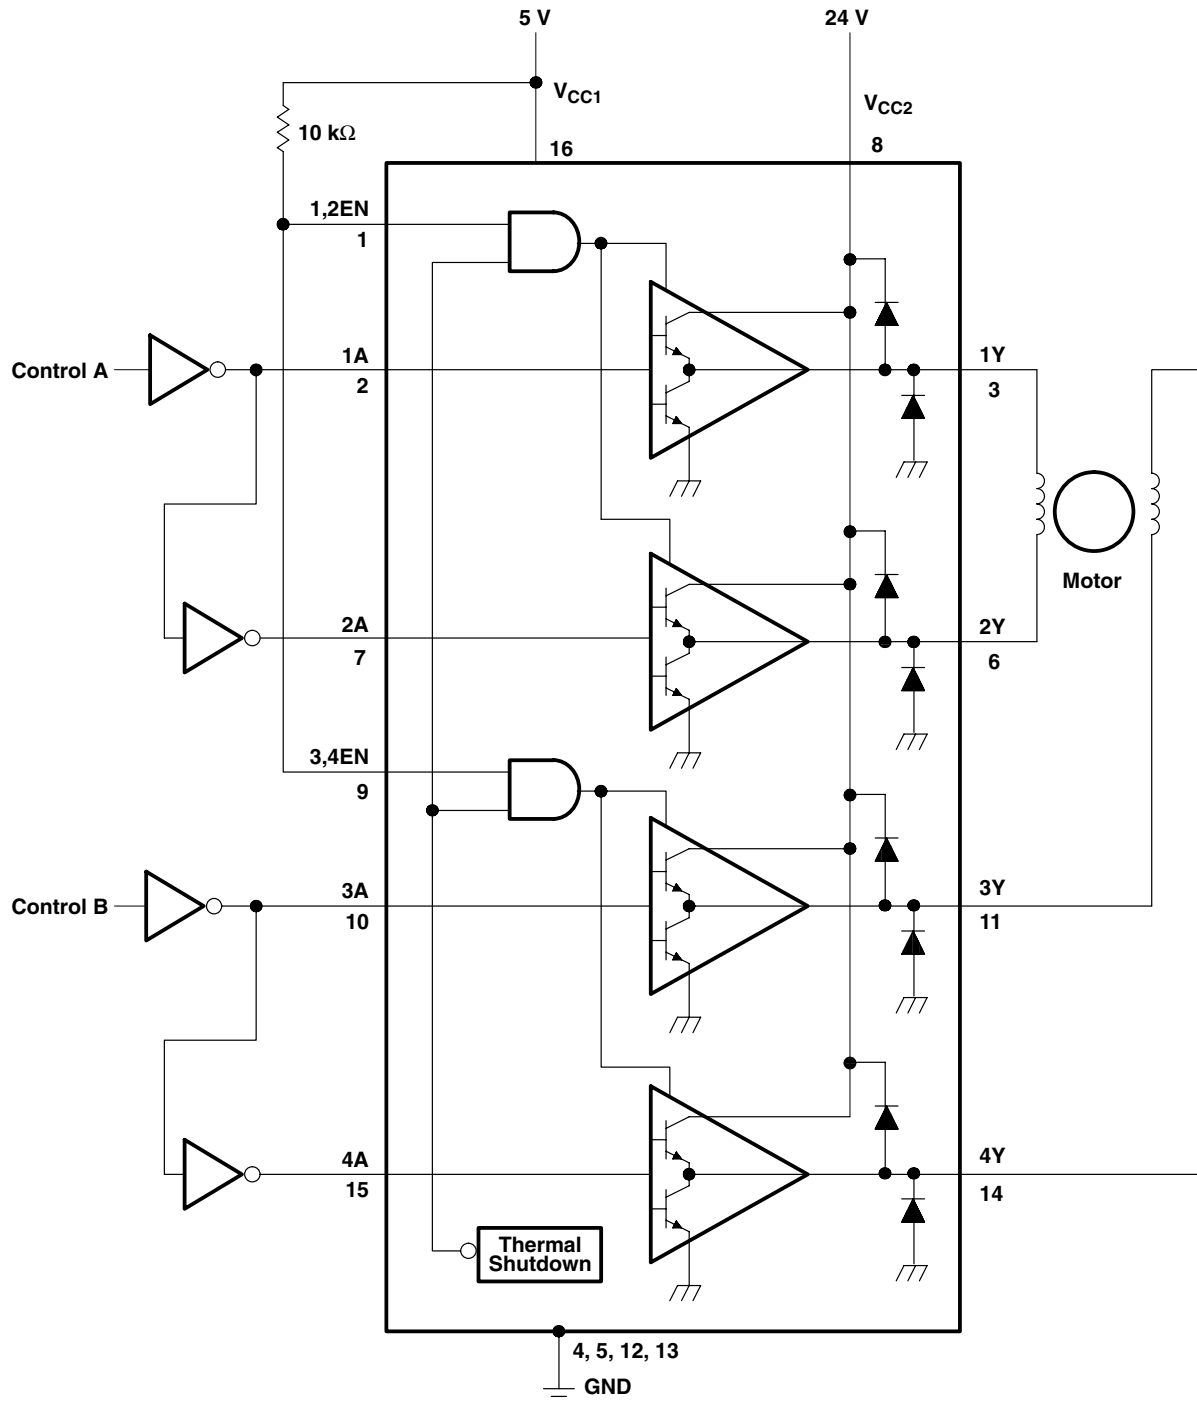 5 V
24 V
VCC1
VCC2
10 kΩ
16
8
1,2EN
1
Control A
1A
2
1Y
3
Motor
2A
7
2Y
6
3,4EN
9
Control B
3A
10
3Y
11
4A
15
4Y
14
Thermal
Shutdown
4, 5, 12, 13
GND